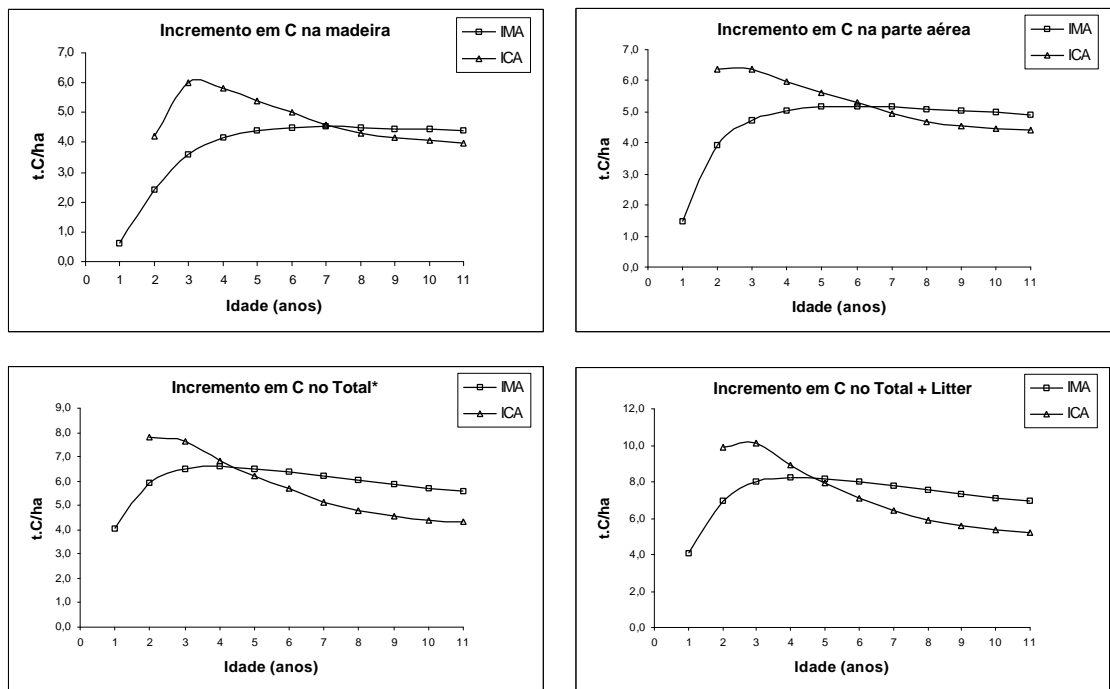 Incremento em C na madeira
IMA
ICA
7,0
6,0
5,0
4,0
3,0
2,0
1,0
0,0
t.C/ha
0 1 2 3 4 5 6 7 8 9 10 11
Idade (anos)
Incremento em C na parte aérea
IMA
ICA
7,0
6,0
5,0
4,0
3,0
2,0
1,0
0,0
t.C/ha
0 1 2 3 4 5 6 7 8 9 10 11
Idade (anos)
Incremento em C no Total*
IMA
ICA
9,0
8,0
7,0
6,0
5,0
4,0
3,0
2,0
1,0
0,0
t.C/ha
0 1 2 3 4 5 6 7 8 9 10 11
Idade (anos)
Incremento em C no Total + Litter
IMA
ICA
12,0
10,0
8,0
6,0
4,0
2,0
0,0
t.C/ha
0 1 2 3 4 5 6 7 8 9 10 11
Idade (anos)